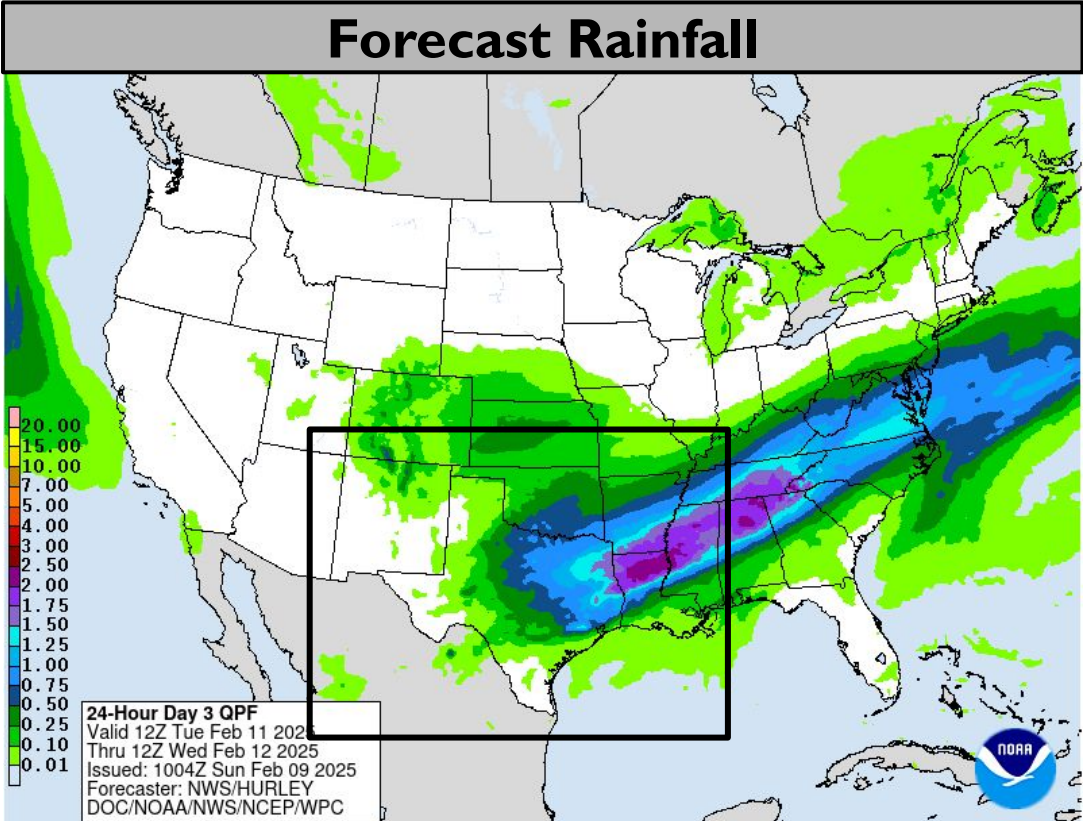 Forecast Rainfall
20.00
15.00
10.00
7.00
5.00
4.00
3.00
2.50
2.00
1.75
1.50
1.25
1.00
0.75
0.50
0.25
0.10
0.01
24-Hour Day 3 QPF
Valid 12Z Tue Feb 11 2025
Thru 12Z Wed Feb 12 2025
Issued: 1004Z Sun Feb 09 2025
Forecaster: NWS/HURLEY
DOC/NOAA/NWS/NCEP/WPC
NOAA